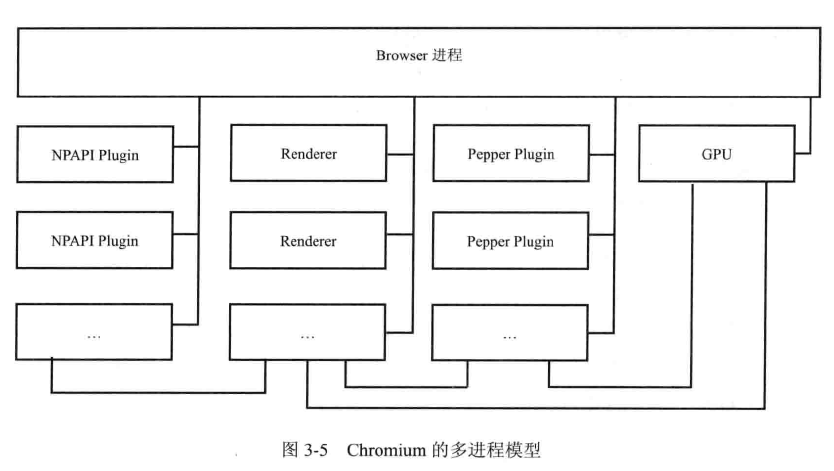 Browser 进程
NPAPI Plugin
Renderer
Pepper Plugin
GPU
NPAPI Plugin
Renderer
Pepper Plugin
...
...
...
图 3-5 Chromium 的多进程模型